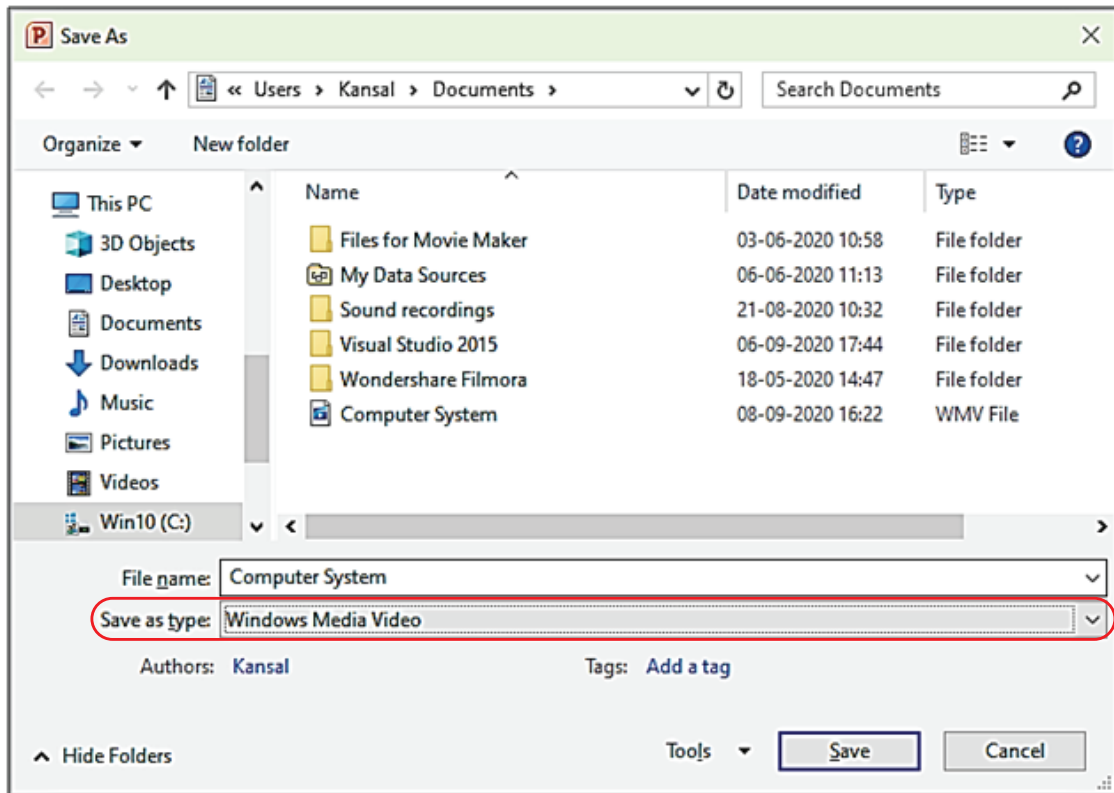 Save As
« Users > Kansal > Documents >
Search Documents
Organize
New folder
This PC
3D Objects
Desktop
Documents
Downloads
Music
Pictures
Videos
Win10 (C:)
Name Date modified Type
Files for Movie Maker 03-06-2020 10:58 File folder
My Data Sources 06-06-2020 11:13 File folder
Sound recordings 21-08-2020 10:32 File folder
Visual Studio 2015 06-09-2020 17:44 File folder
Wondershare Filmora 18-05-2020 14:47 File folder
Computer System 08-09-2020 16:22 WMV File
File name: Computer System
Save as type: Windows Media Video
Authors: Kansal Tags: Add a tag
Hide Folders Tools Save Cancel